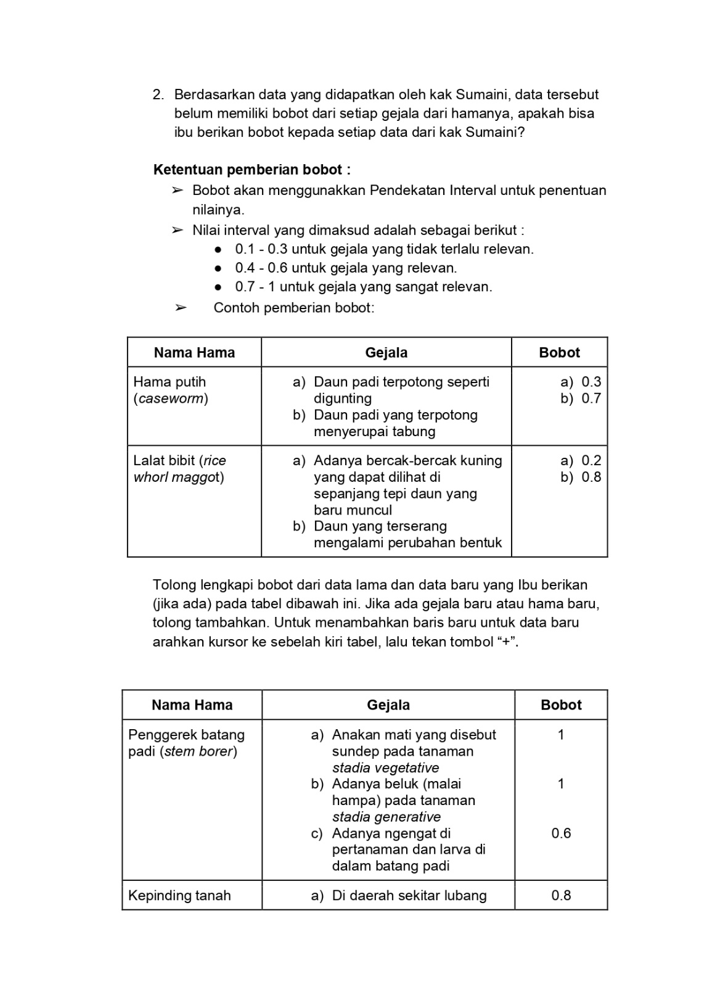 2. Berdasarkan data yang didapatkan oleh kak Sumaini, data tersebut
belum memiliki bobot dari setiap gejala dari hamanya, apakah bisa
ibu berikan bobot kepada setiap data dari kak Sumaini?
Ketentuan pemberian bobot :
➢ Bobot akan menggunakkan Pendekatan Interval untuk penentuan
nilainya.
➢ Nilai interval yang dimaksud adalah sebagai berikut :
● 0.1 - 0.3 untuk gejala yang tidak terlalu relevan.
● 0.4 - 0.6 untuk gejala yang relevan.
● 0.7 - 1 untuk gejala yang sangat relevan.
➢ Contoh pemberian bobot:
Nama Hama Gejala Bobot
Hama putih a) Daun padi terpotong seperti a) 0.3
(caseworm) digunting b) 0.7
b) Daun padi yang terpotong
menyerupai tabung
Lalat bibit (rice a) Adanya bercak-bercak kuning a) 0.2
whorl maggot) yang dapat dilihat di b) 0.8
sepanjang tepi daun yang
baru muncul
b) Daun yang terserang
mengalami perubahan bentuk
Tolong lengkapi bobot dari data lama dan data baru yang Ibu berikan
(jika ada) pada tabel dibawah ini. Jika ada gejala baru atau hama baru,
tolong tambahkan. Untuk menambahkan baris baru untuk data baru
arahkan kursor ke sebelah kiri tabel, lalu tekan tombol “+”.
Nama Hama Gejala Bobot
Penggerek batang a) Anakan mati yang disebut 1
padi (stem borer) sundep pada tanaman
stadia vegetative
b) Adanya beluk (malai 1
hampa) pada tanaman
stadia generative
c) Adanya ngengat di 0.6
pertanaman dan larva di
dalam batang padi
Kepinding tanah a) Di daerah sekitar lubang 0.8